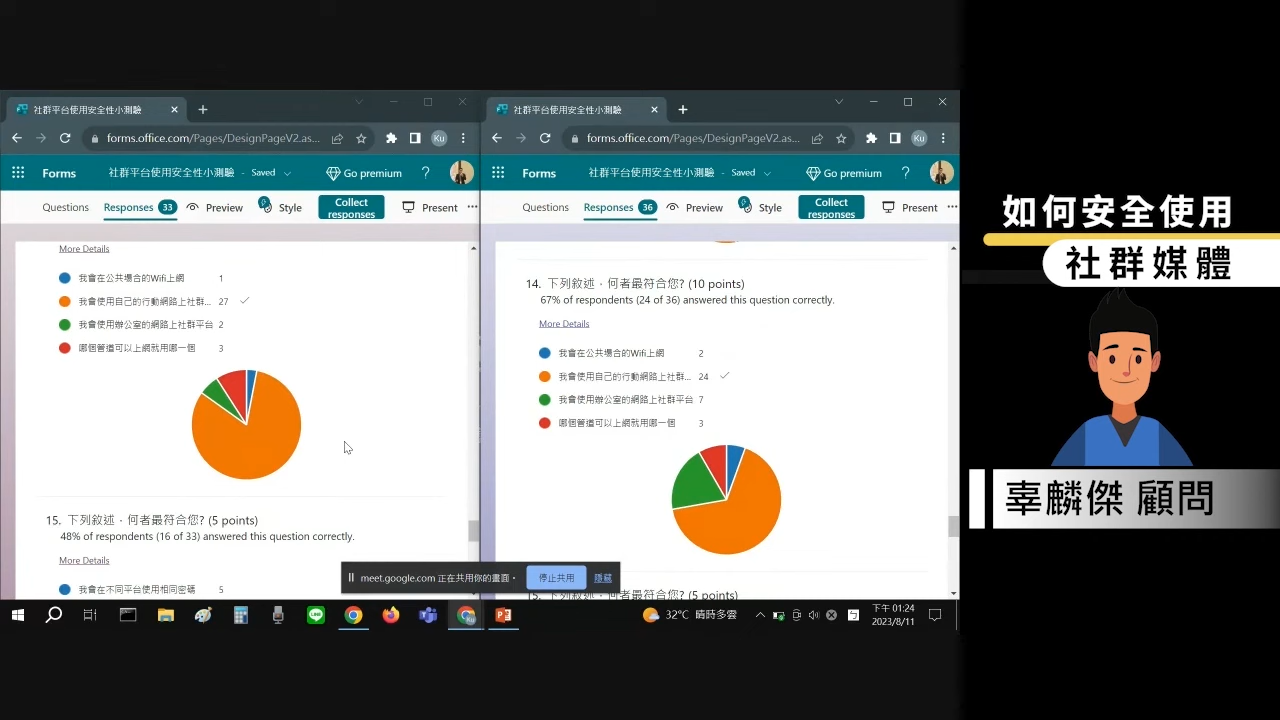 社群平台使用安全性小測驗
forms.office.com/Pages/DesignPageV2.as...
Ku
Forms
社群平台使用安全性小測驗 - Saved
Go premium
?
Questions
Responses 33
Preview
Style
Collect responses
Present
More Details
我會在公共場合的Wifi上網 1
我會使用自己的行動網路上社群... 27
我會使用辦公室的網路上社群平台 2
哪個管道可以上網就用哪一個 3
15. 下列敘述，何者最符合您? (5 points)
48% of respondents (16 of 33) answered this question correctly.
More Details
我會在不同平台使用相同密碼 5
社群平台使用安全性小測驗
forms.office.com/Pages/DesignPageV2.as...
Ku
Forms
社群平台使用安全性小測驗 - Saved
Go premium
?
Questions
Responses 36
Preview
Style
Collect responses
Present
14. 下列敘述，何者最符合您? (10 points)
67% of respondents (24 of 36) answered this question correctly.
More Details
我會在公共場合的Wifi上網 2
我會使用自己的行動網路上社群... 24
我會使用辦公室的網路上社群平台 7
哪個管道可以上網就用哪一個 3
15. 下列敘述，何者最符合您? (5 points)
meet.google.com 正在共用你的畫面。
停止共用
隱藏
32°C 晴時多雲
下午 01:24
2023/8/11
如何安全使用
社群媒體
辜麟傑 顧問